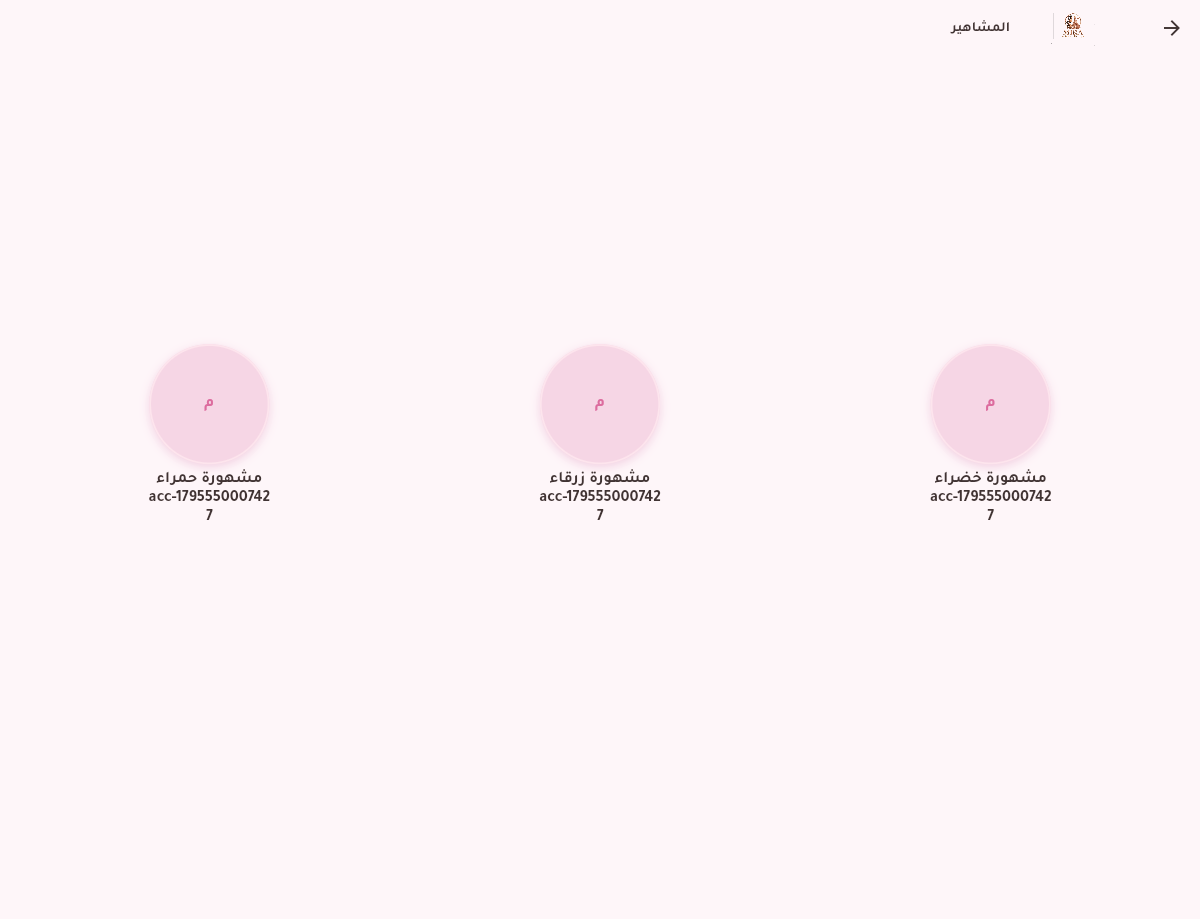 المشاهير
م
مشهورة خضراء
acc-179555000742
7
م
مشهورة زرقاء
acc-179555000742
7
م
مشهورة حمراء
acc-179555000742
7